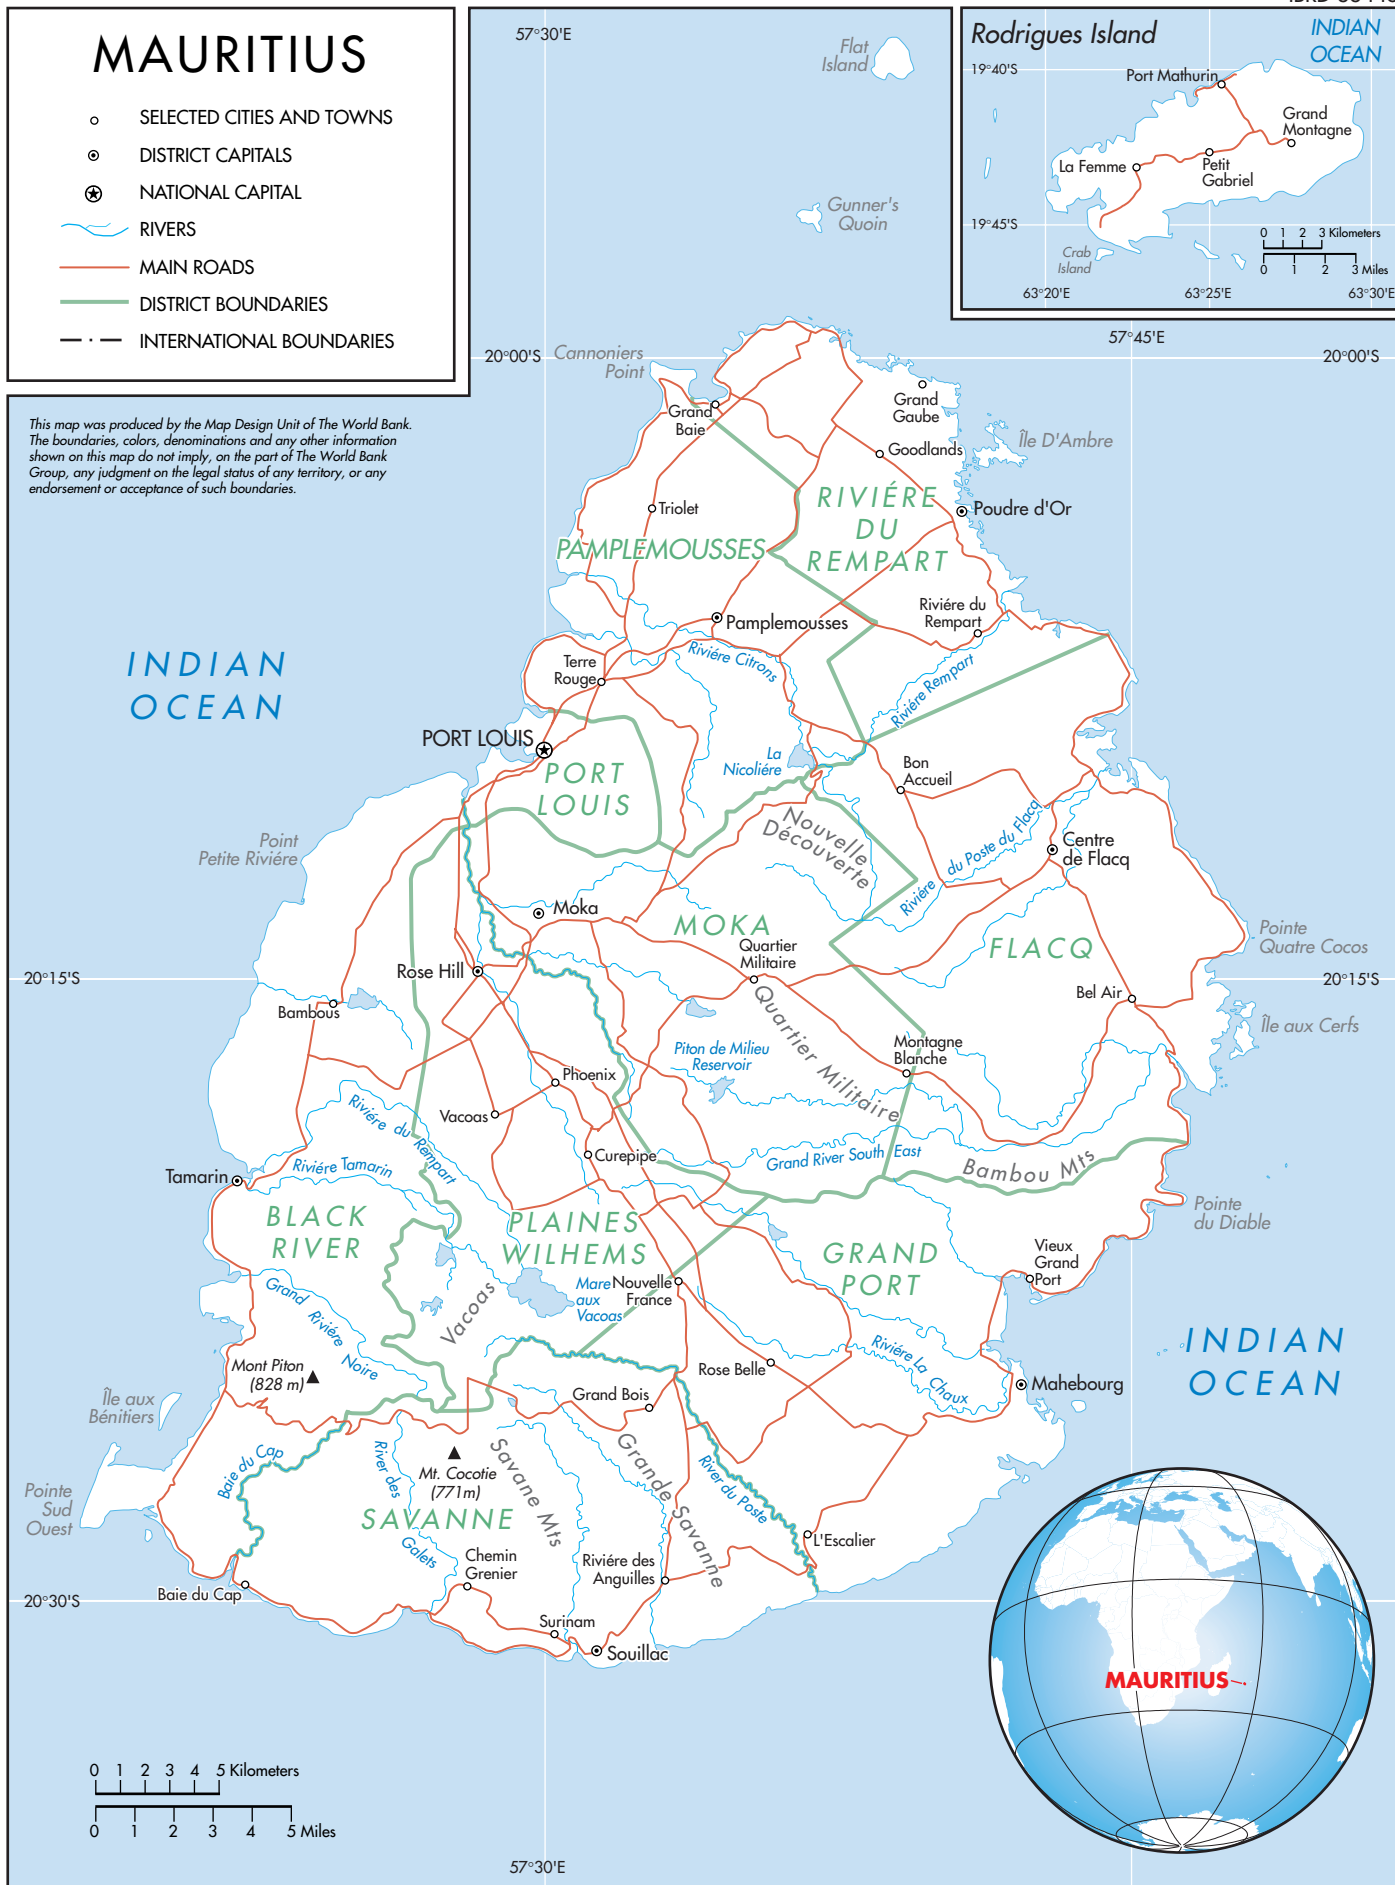 MAURITIUS
SELECTED CITIES AND TOWNS
DISTRICT CAPITALS
NATIONAL CAPITAL
RIVERS
MAIN ROADS
DISTRICT BOUNDARIES
INTERNATIONAL BOUNDARIES
This map was produced by the Map Design Unit of The World Bank.
The boundaries, colors, denominations and any other information
shown on this map do not imply, on the part of The World Bank
Group, any judgment on the legal status of any territory, or any
endorsement or acceptance of such boundaries.
57°30'E
Flat
Island
Gunner's
Quoin
Rodrigues Island
INDIAN
OCEAN
19°40'S
Port Mathurin
Grand
Montagne
La Femme
Petit
Gabriel
19°45'S
Crab
Island
0 1 2 3 Kilometers
0 1 2 3 Miles
63°20'E
63°25'E
63°30'E
57°45'E
20°00'S
20°00'S
Cannoniers
Point
Grand
Baie
Grand
Gaube
Goodlands
Île D'Ambre
Triolet
RIVIÉRE
DU
REMPART
Poudre d'Or
PAMPLEMOUSSES
Pamplemousses
Riviére du
Rempart
INDIAN
OCEAN
Terre
Rouge
Riviére Citrons
Riviére Rempart
PORT LOUIS
La
Nicoliére
PORT
LOUIS
Bon
Accueil
Nouvelle
Découverte
Riviére du Poste du Flacq
Centre
de Flacq
Point
Petite Riviére
Moka
MOKA
FLACQ
Quartier
Militaire
Pointe
Quatre Cocos
Rose Hill
20°15'S
20°15'S
Bambous
Bel Air
Île aux Cerfs
Quartier Militaire
Piton de Milieu
Reservoir
Montagne
Blanche
Phoenix
Vacoas
Riviére du Rempart
Curepipe
Grand River South East
Bambou Mts
Tamarin
Riviére Tamarin
BLACK
RIVER
PLAINES
WILHEMS
GRAND
PORT
Pointe
du Diable
Vieux
Grand
Port
Grand Riviére Noire
Vacoas
Mare
aux
Vacoas
Nouvelle
France
Mont Piton
(828 m)
Rose Belle
Riviére La Chaux
INDIAN
OCEAN
Île aux
Bénitiers
Grand Bois
Mahebourg
Baie du Cap
River des Galets
Mt. Cocotie
(771m)
Savane Mts
Grande Savanne
River du Poste
Pointe
Sud
Ouest
SAVANNE
L'Escalier
Chemin
Grenier
Riviére des
Anguilles
Baie du Cap
20°30'S
Surinam
Souillac
MAURITIUS
0 1 2 3 4 5 Kilometers
0 1 2 3 4 5 Miles
57°30'E